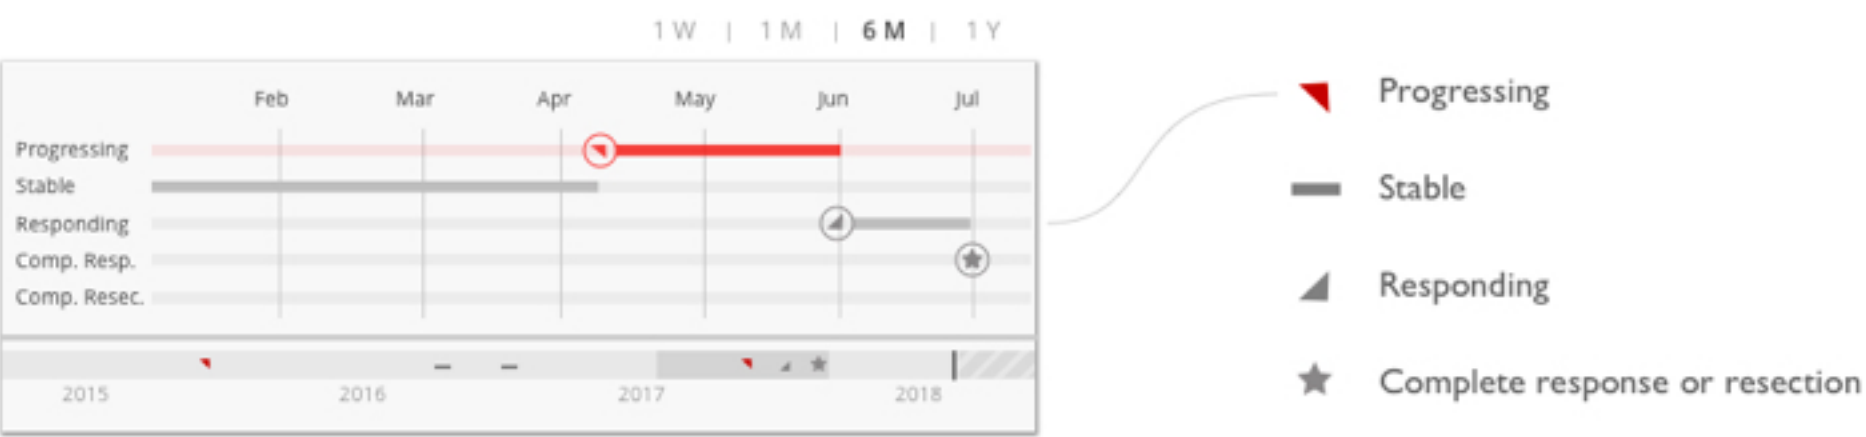 1 W | 1 M | 6 M | 1 Y
Feb Mar Apr May Jun Jul
Progressing
Stable
Responding
Comp. Resp.
Comp. Resec.
2015 2016 2017 2018
Progressing
Stable
Responding
Complete response or resection